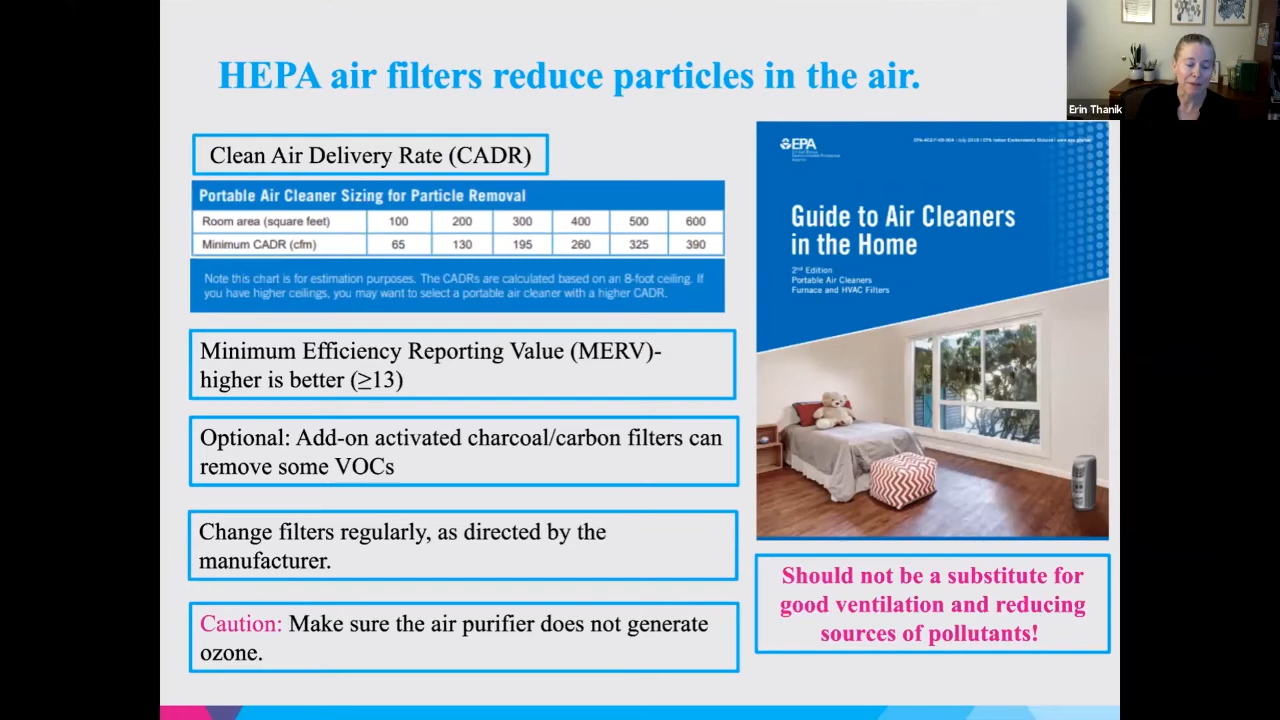 HEPA air filters reduce particles in the air.
Erin Thanik
Clean Air Delivery Rate (CADR)
Portable Air Cleaner Sizing for Particle Removal
Room area (square feet) 100 200 300 400 500 600
Minimum CADR (cfm) 65 130 195 260 325 390
Note this chart is for estimation purposes. The CADRs are calculated based on an 8-foot ceiling. If
you have higher ceilings, you may want to select a portable air cleaner with a higher CADR.
Minimum Efficiency Reporting Value (MERV)-
higher is better (≥13)
Optional: Add-on activated charcoal/carbon filters can
remove some VOCs
Change filters regularly, as directed by the
manufacturer.
Caution: Make sure the air purifier does not generate
ozone.
EPA
Guide to Air Cleaners
in the Home
2nd Edition
Portable Air Cleaners
Furnace and HVAC Filters
Should not be a substitute for
good ventilation and reducing
sources of pollutants!